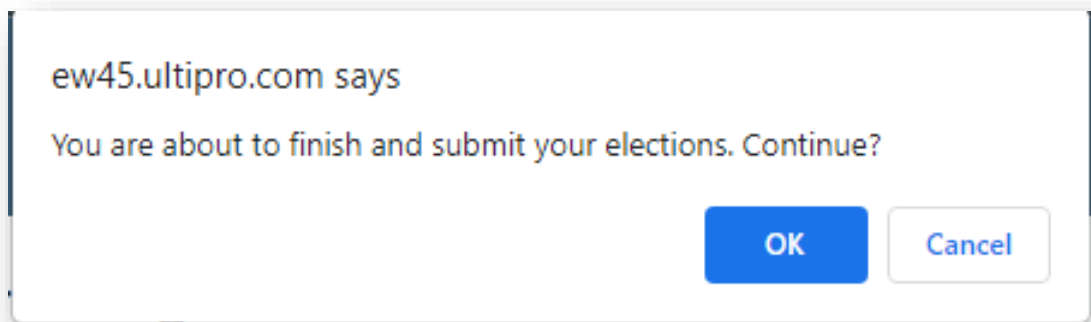 ew45.ultipro.com says
You are about to finish and submit your elections. Continue?
OK
Cancel